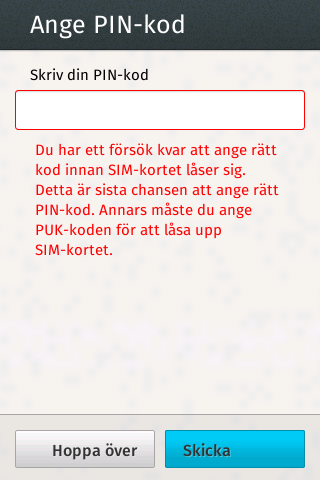 Ange PIN-kod
Skriv din PIN-kod
Du har ett försök kvar att ange rätt
kod innan SIM-kortet låser sig.
Detta är sista chansen att ange rätt
PIN-kod. Annars måste du ange
PUK-koden för att låsa upp
SIM-kortet.
Hoppa över
Skicka